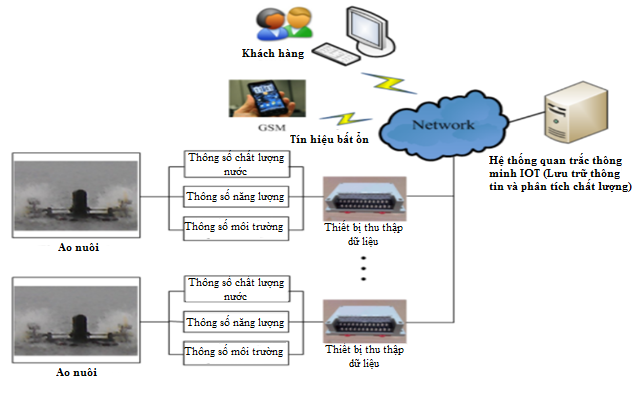 Khách hàng
GSM
Tín hiệu bất ổn
Network
Hệ thống quan trắc thông
minh IOT (Lưu trữ thông
tin và phân tích chất lượng)
Thông số chất lượng
nước
Thông số năng lượng
Thông số môi trường
Ao nuôi
Thiết bị thu thập
dữ liệu
Thông số chất lượng
nước
Thông số năng lượng
Thông số môi trường
Ao nuôi
Thiết bị thu thập
dữ liệu